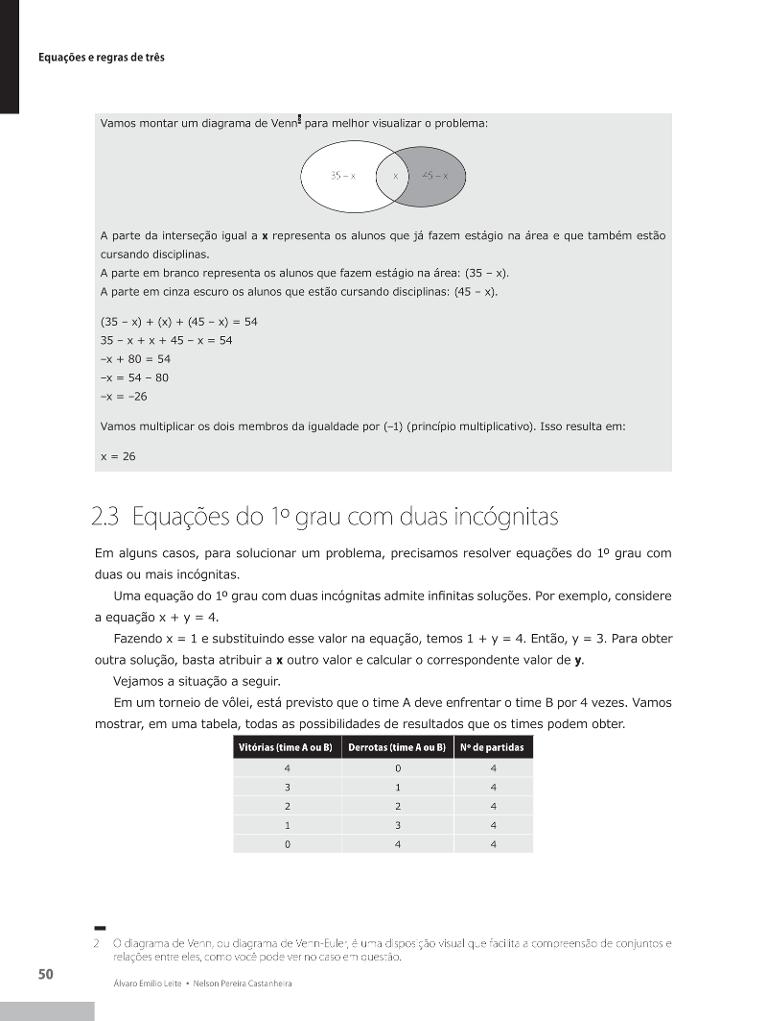 Equações e regras de três
Vamos montar um diagrama de Venn² para melhor visualizar o problema:
35 – x x 45 – x
A parte da interseção igual a x representa os alunos que já fazem estágio na área e que também estão
cursando disciplinas.
A parte em branco representa os alunos que fazem estágio na área: (35 – x).
A parte em cinza escuro os alunos que estão cursando disciplinas: (45 – x).
(35 – x) + (x) + (45 – x) = 54
35 – x + x + 45 – x = 54
–x + 80 = 54
–x = 54 – 80
–x = –26
Vamos multiplicar os dois membros da igualdade por (–1) (princípio multiplicativo). Isso resulta em:
x = 26
2.3 Equações do 1º grau com duas incógnitas
Em alguns casos, para solucionar um problema, precisamos resolver equações do 1º grau com
duas ou mais incógnitas.
Uma equação do 1º grau com duas incógnitas admite infinitas soluções. Por exemplo, considere
a equação x + y = 4.
Fazendo x = 1 e substituindo esse valor na equação, temos 1 + y = 4. Então, y = 3. Para obter
outra solução, basta atribuir a x outro valor e calcular o correspondente valor de y.
Vejamos a situação a seguir.
Em um torneio de vôlei, está previsto que o time A deve enfrentar o time B por 4 vezes. Vamos
mostrar, em uma tabela, todas as possibilidades de resultados que os times podem obter.
Vitórias (time A ou B) Derrotas (time A ou B) Nº de partidas
4 0 4
3 1 4
2 2 4
1 3 4
0 4 4
2 O diagrama de Venn, ou diagrama de Venn-Euler, é uma disposição visual que facilita a compreensão de conjuntos e
relações entre eles, como você pode ver no caso em questão.
50
Álvaro Emílio Leite • Nelson Pereira Castanheira